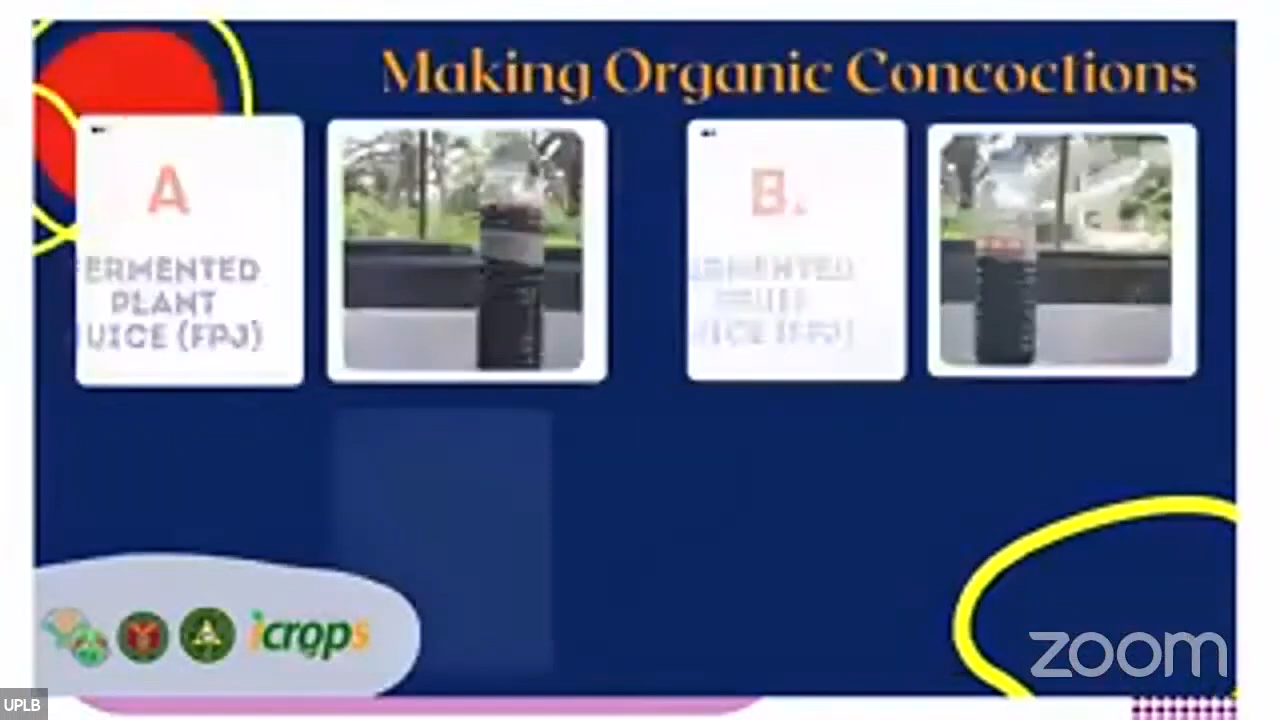 Making Organic Concoctions
A
ERMENTED
PLANT
UICE (FPJ)
B.
icrops
zoom
UPLB